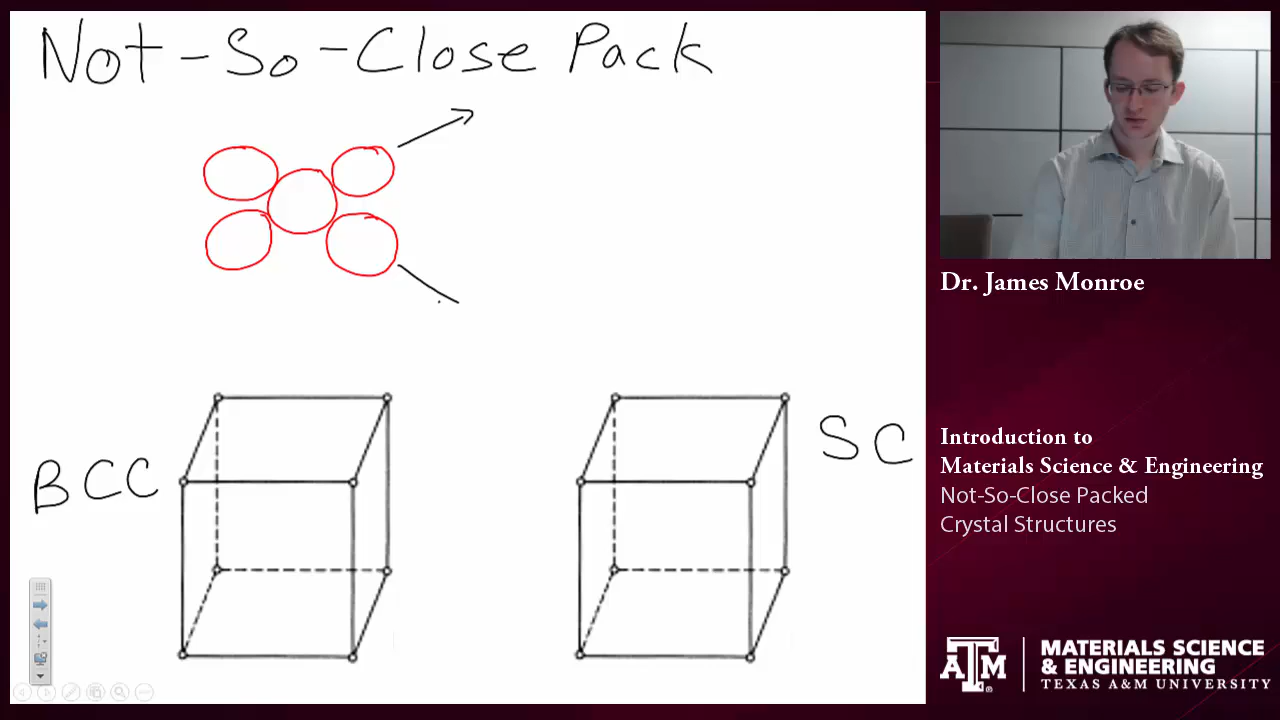 Not-So-Close Pack
BCC
SC
Dr. James Monroe
Introduction to
Materials Science & Engineering
Not-So-Close Packed
Crystal Structures
ATM
MATERIALS SCIENCE
& ENGINEERING
TEXAS A&M UNIVERSITY